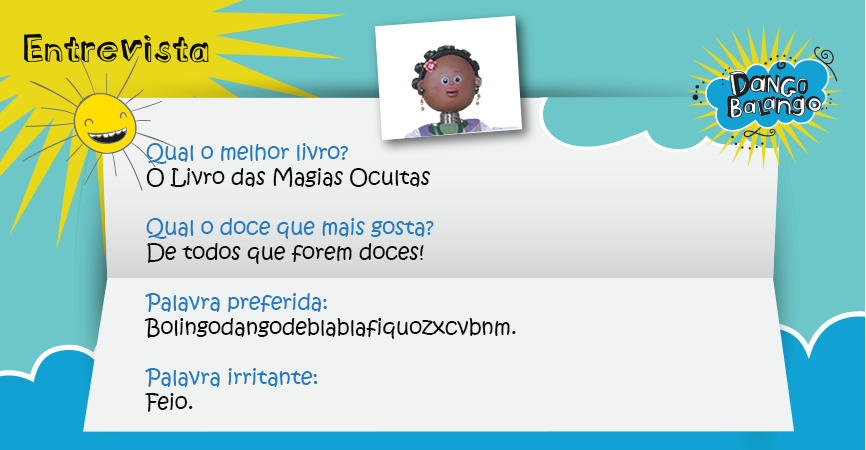 Entrevista
Dango
Balango
Qual o melhor livro?
O Livro das Magias Ocultas
Qual o doce que mais gosta?
De todos que forem doces!
Palavra preferida:
Bolingodangodeblablafiquozxcvbnm.
Palavra irritante:
Feio.